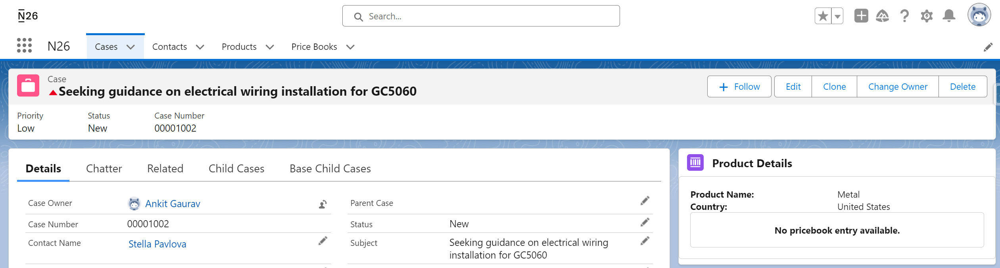 N26
Search...
N26
Cases
Contacts
Products
Price Books
Case
Seeking guidance on electrical wiring installation for GC5060
Follow
Edit
Clone
Change Owner
Delete
Priority
Low
Status
New
Case Number
00001002
Details
Chatter
Related
Child Cases
Base Child Cases
Case Owner
Ankit Gaurav
Parent Case
Case Number
00001002
Status
New
Contact Name
Stella Pavlova
Subject
Seeking guidance on electrical wiring
installation for GC5060
Product Details
Product Name:
Metal
Country:
United States
No pricebook entry available.